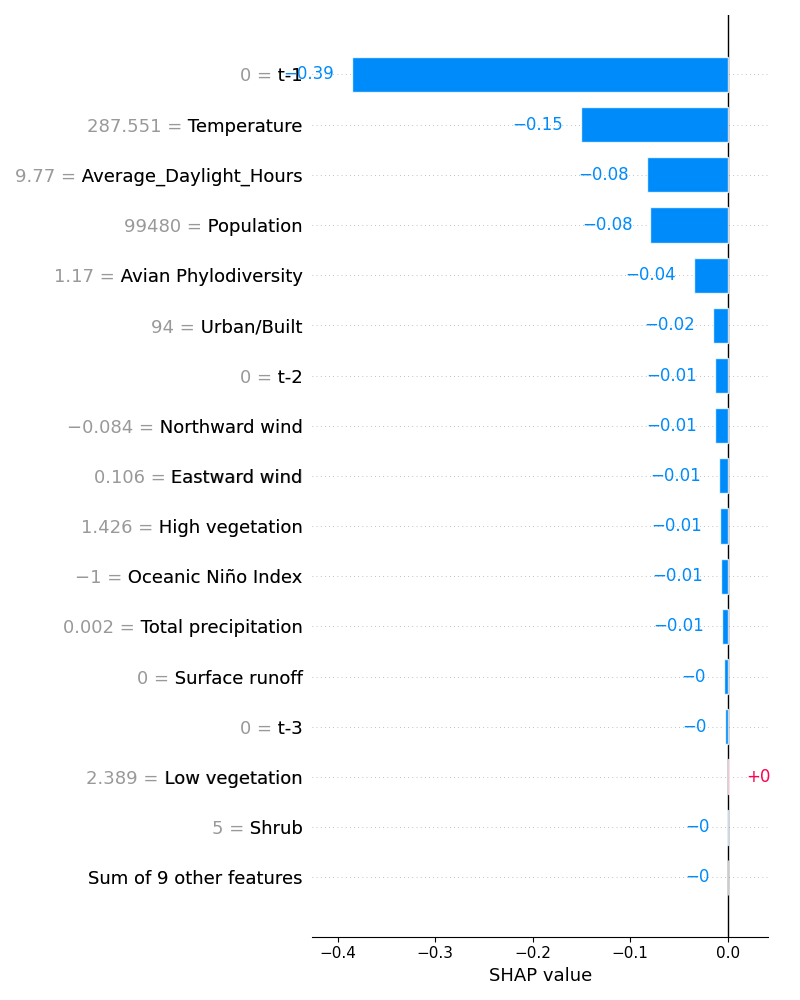 0 = t-1 −0.39
287.551 = Temperature −0.15
9.77 = Average_Daylight_Hours −0.08
99480 = Population −0.08
1.17 = Avian Phylodiversity −0.04
94 = Urban/Built −0.02
0 = t-2 −0.01
−0.084 = Northward wind −0.01
0.106 = Eastward wind −0.01
1.426 = High vegetation −0.01
−1 = Oceanic Niño Index −0.01
0.002 = Total precipitation −0.01
0 = Surface runoff −0
0 = t-3 −0
2.389 = Low vegetation +0
5 = Shrub −0
Sum of 9 other features −0
−0.4 −0.3 −0.2 −0.1 0.0
SHAP value